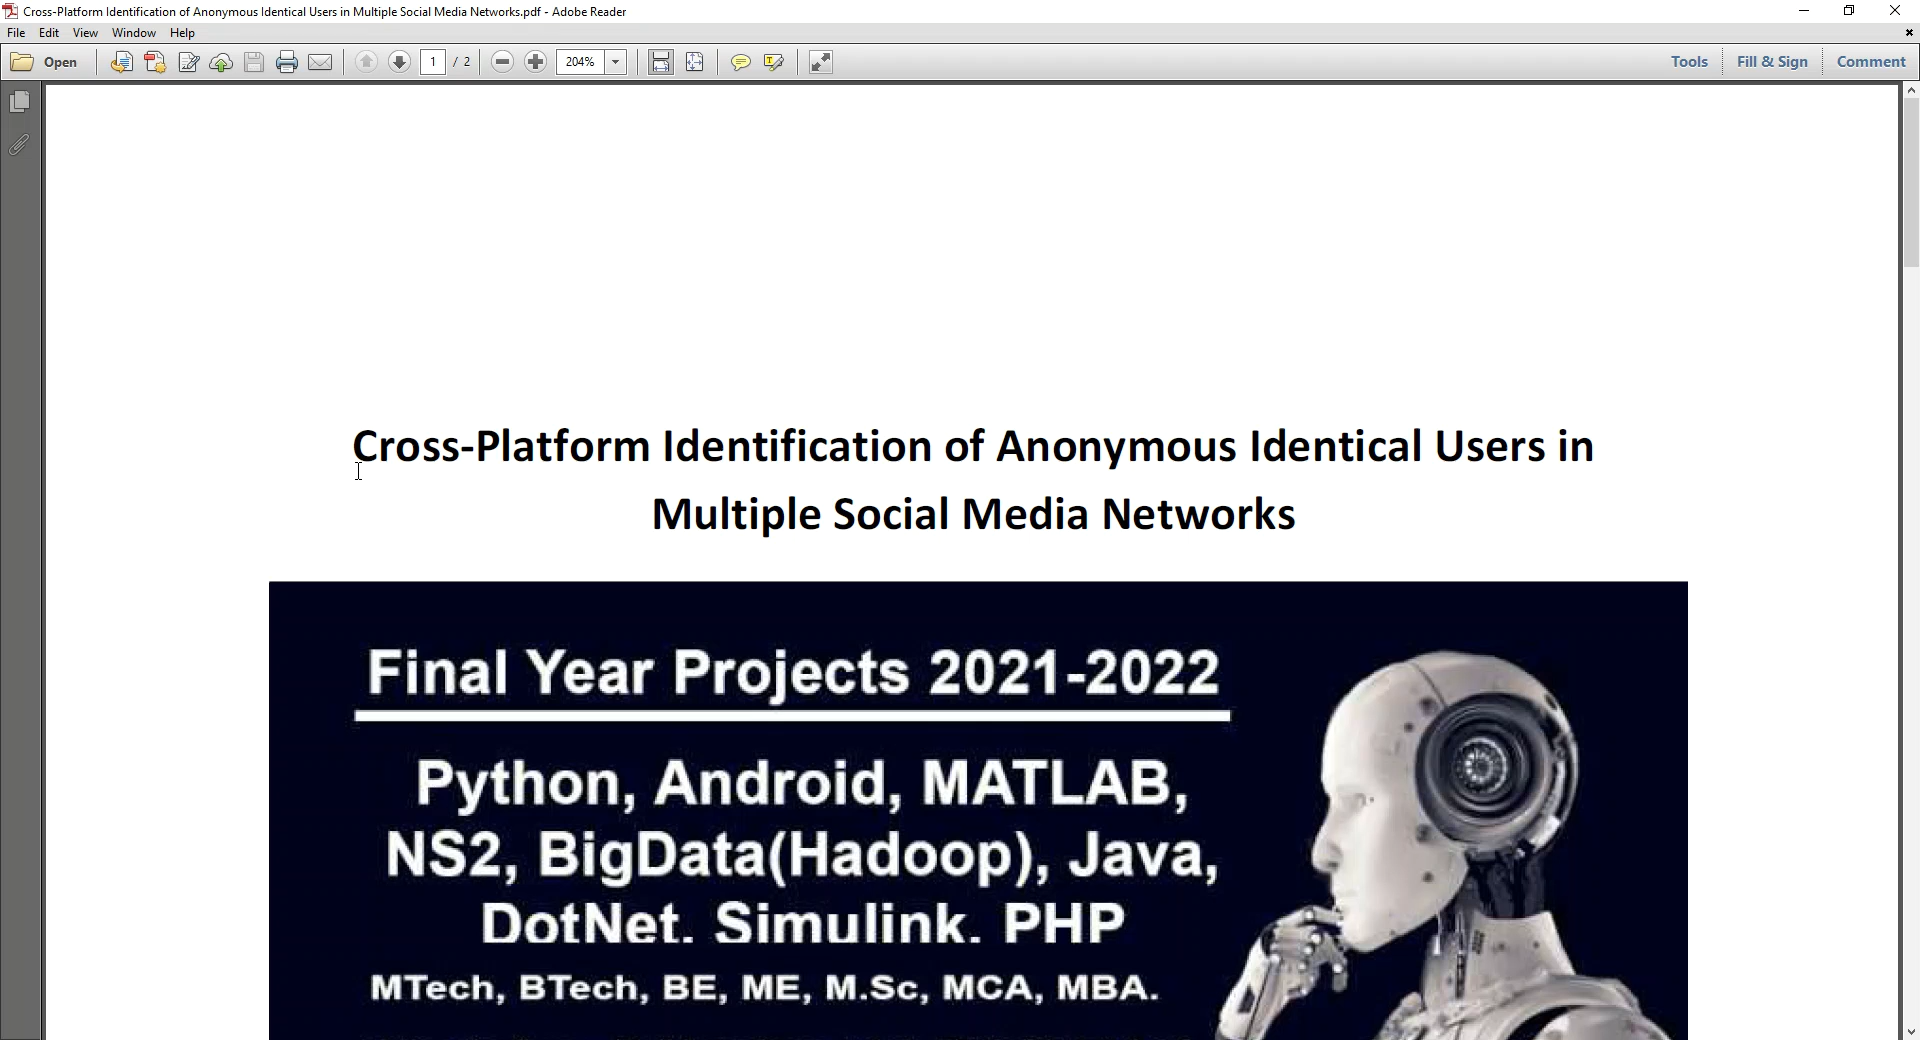 Cross-Platform Identification of Anonymous Identical Users in Multiple Social Media Networks.pdf - Adobe Reader
File Edit View Window Help
Open 1 / 2 204% Tools Fill & Sign Comment
Cross-Platform Identification of Anonymous Identical Users in
Multiple Social Media Networks
Final Year Projects 2021-2022
Python, Android, MATLAB,
NS2, BigData(Hadoop), Java,
DotNet, Simulink, PHP
MTech, BTech, BE, ME, M.Sc, MCA, MBA.